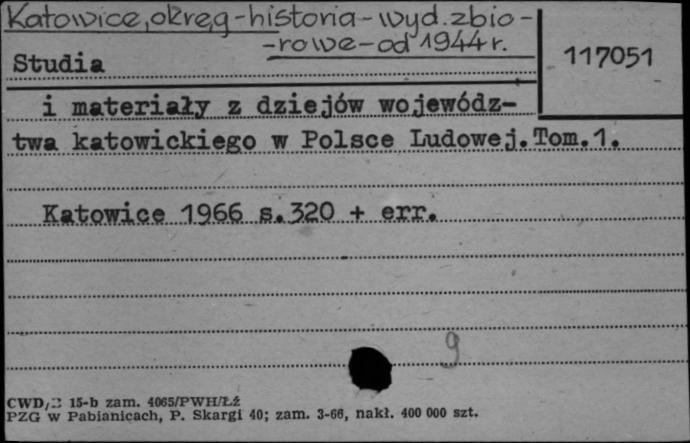 Katowice, okręg - historia - wyd. zbio -
- rowe - od 1944 r.
117051
Studia
i materiały z dziejów wojewódz-
twa katowickiego w Polsce Ludowej. Tom. 1.
Katowice 1966 s. 320 + err.
9
CWD, 15-b zam. 4065/PWH/Łź
PZG w Pabianicach, P. Skargi 40; zam. 3-66, nakł. 400 000 szt.